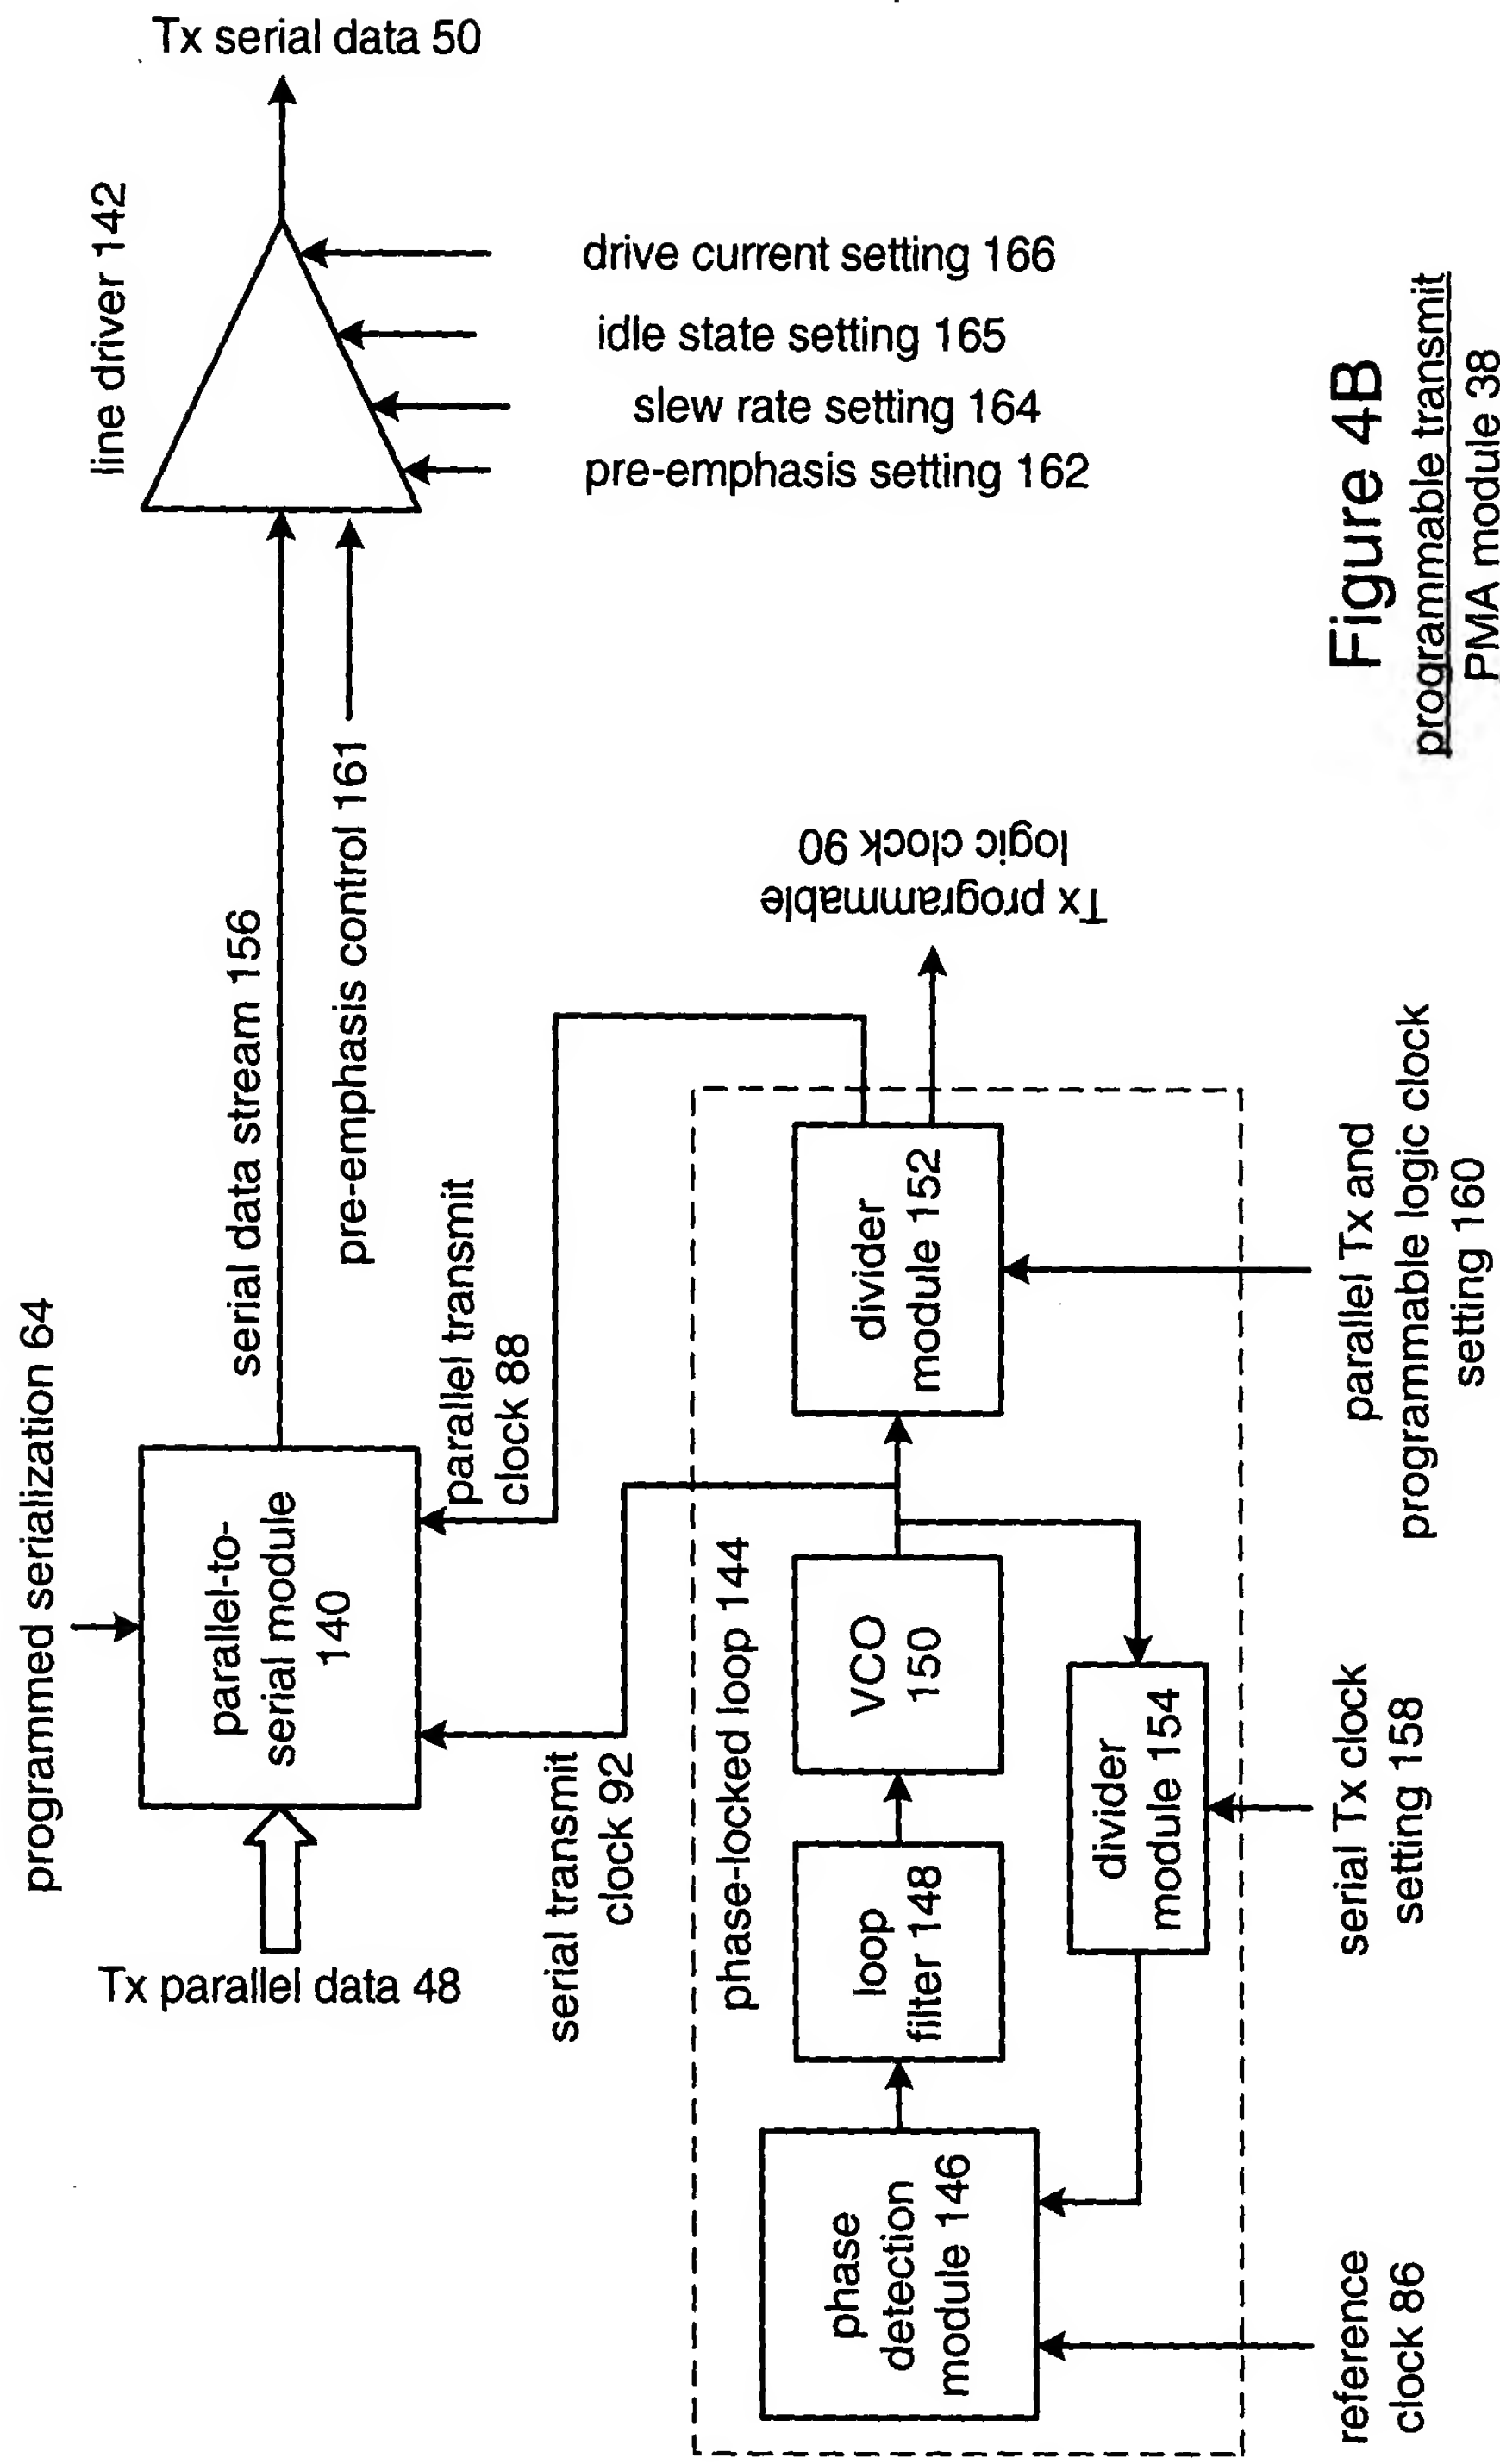 Tx serial data 50
line driver 142
drive current setting 166
idle state setting 165
slew rate setting 164
pre-emphasis setting 162
serial data stream 156
pre-emphasis control 161
programmed serialization 64
parallel-to-
serial module
140
Tx parallel data 48
parallel transmit
clock 88
serial transmit
clock 92
Tx programmable
logic clock 90
phase-locked loop 144
phase
detection
module 146
loop
filter 148
VCO
150
divider
module 152
divider
module 154
reference
clock 86
serial Tx clock
setting 158
parallel Tx and
programmable logic clock
setting 160
Figure 4B
programmable transmit
PMA module 38